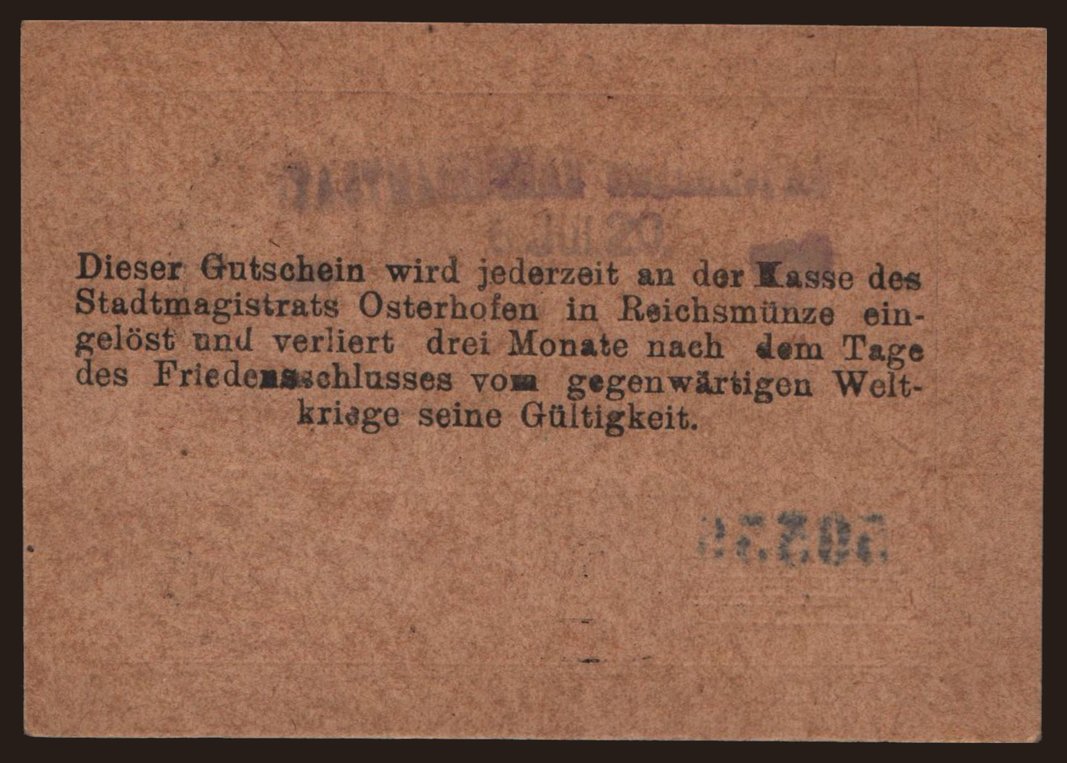 Dieser Gutschein wird jederzeit an der Kasse des
Stadtmagistrats Osterhofen in Reichsmünze ein-
gelöst und verliert drei Monate nach dem Tage
des Friedensschlusses vom gegenwärtigen Welt-
kriege seine Gültigkeit.